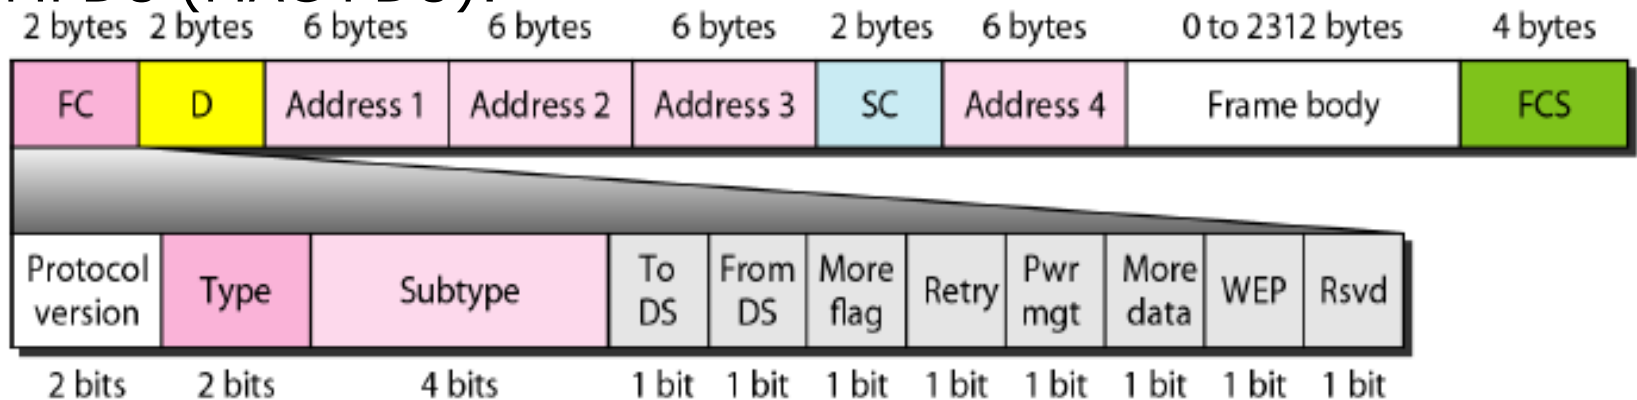 2 bytes 2 bytes 6 bytes 6 bytes 6 bytes 2 bytes 6 bytes 0 to 2312 bytes 4 bytes
FC D Address 1 Address 2 Address 3 SC Address 4 Frame body FCS
Protocol version Type Subtype To DS From DS More flag Retry Pwr mgt More data WEP Rsvd
2 bits 2 bits 4 bits 1 bit 1 bit 1 bit 1 bit 1 bit 1 bit 1 bit 1 bit